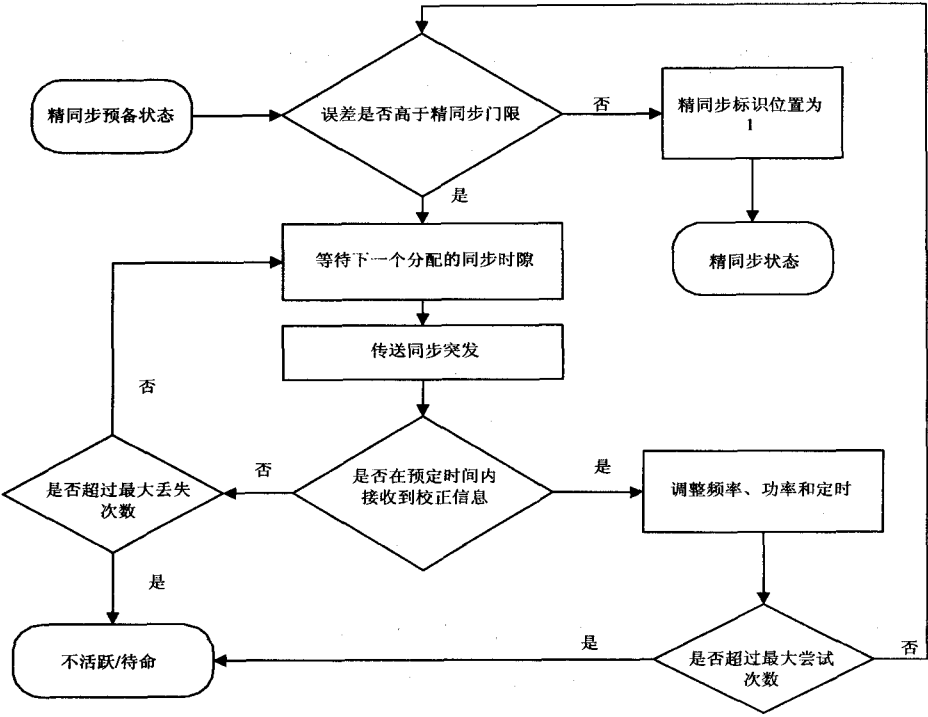 精同步预备状态
误差是否高于精同步门限
否
精同步标识位置为
1
是
等待下一个分配的同步时隙
精同步状态
传送同步突发
否
是否超过最大丢失
次数
否
是否在预定时间内
接收到校正信息
是
调整频率、功率和定时
是
不活跃/待命
是
是否超过最大尝试
次数
否